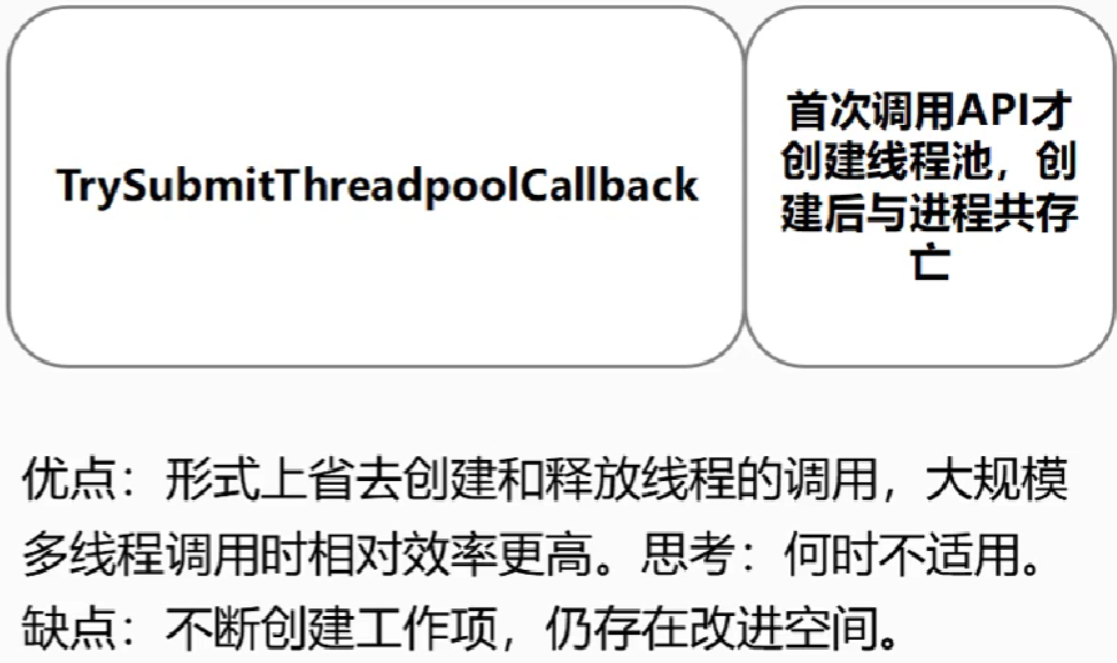 TrySubmitThreadpoolCallback
首次调用API才
创建线程池，创
建后与进程共存
亡
优点：形式上省去创建和释放线程的调用，大规模
多线程调用时相对效率更高。思考：何时不适用。
缺点：不断创建工作项，仍存在改进空间。